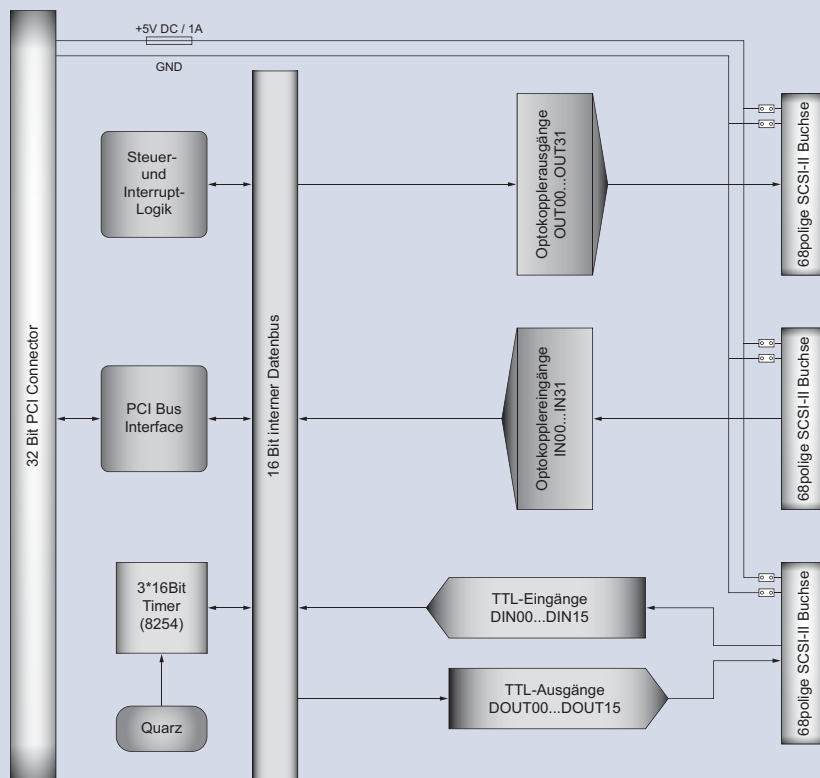 +5V DC / 1A
GND
32 Bit PCI Connector
Steuer-
und
Interrupt-
Logik
PCI Bus
Interface
3*16Bit
Timer
(8254)
Quarz
16 Bit interner Datenbus
Optokopplerausgänge
OUT00...OUT31
Optokopplereingänge
IN00...IN31
TTL-Eingänge
DIN00...DIN15
TTL-Ausgänge
DOUT00...DOUT15
68polige SCSI-II Buchse
68polige SCSI-II Buchse
68polige SCSI-II Buchse